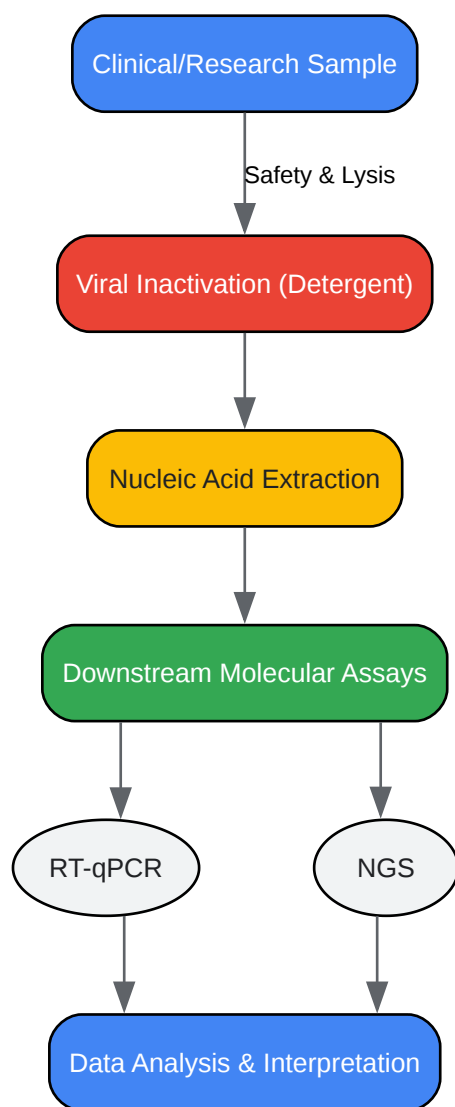 Clinical/Research Sample
Safety & Lysis
Viral Inactivation (Detergent)
Nucleic Acid Extraction
Downstream Molecular Assays
RT-qPCR
NGS
Data Analysis & Interpretation